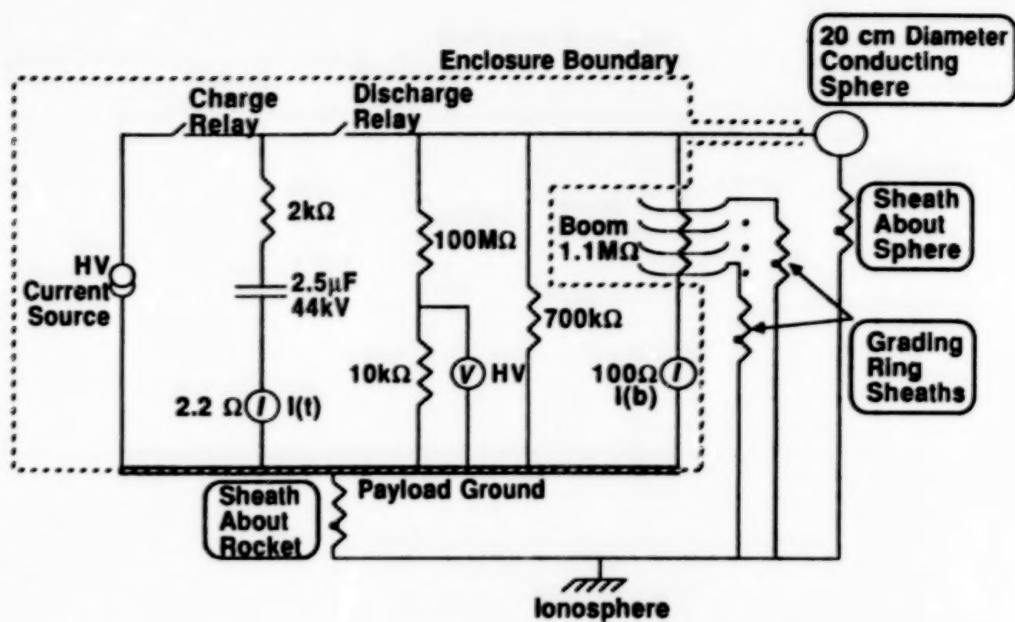 Enclosure Boundary
20 cm Diameter
Conducting
Sphere
Charge
Relay
Discharge
Relay
2kΩ
100MΩ
Boom
1.1MΩ
Sheath
About
Sphere
HV
Current
Source
2.5μF
44kV
700kΩ
10kΩ
V
HV
100Ω
I
I(b)
Grading
Ring
Sheaths
2.2 Ω
I
I(t)
Payload Ground
Sheath
About
Rocket
Ionosphere